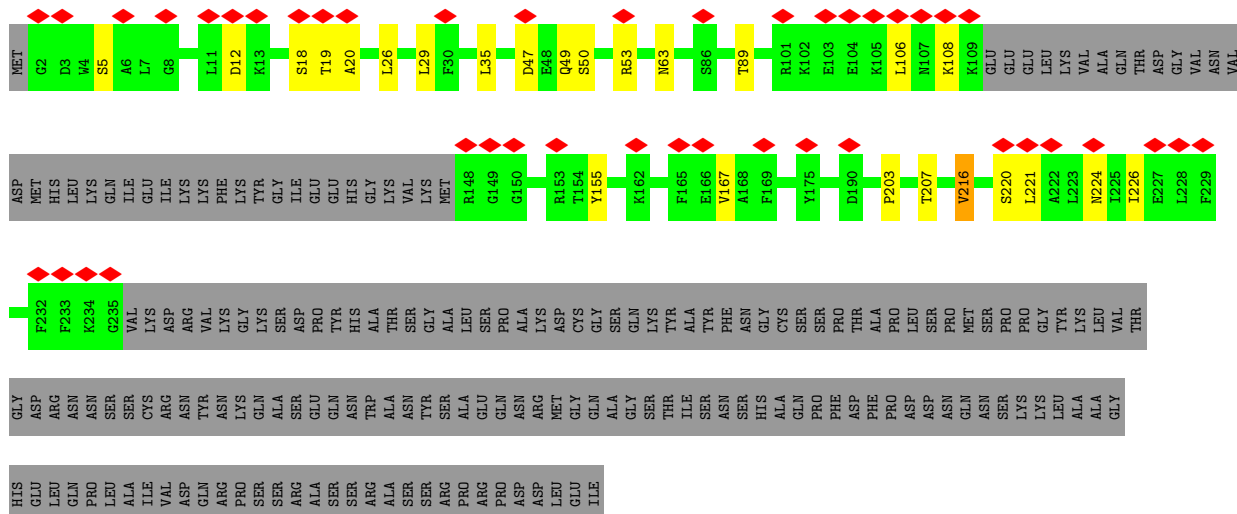 MET G2 D3 W4 S5 A6 L7 G8 L11 D12 K13 S18 T19 A20 L26 L29 F30 L35 D47 E48 Q49 S50 R53 N63 S86 T89 R101 K102 E103 E104 K105 L106 N107 K108 K109 GLU GLU GLU LEU LYS VAL ALA GLN THR ASP GLY VAL ASN VAL
ASP MET HIS LEU LYS GLN ILE GLU ILE LYS LYS PHE LYS TYR GLY ILE GLU GLU HIS GLY LYS VAL LYS MET R148 G149 G150 R153 T154 Y155 K162 F165 E166 V167 A168 F169 Y175 D190 P203 T207 V216 S220 L221 A222 L223 N224 I225 I226 E227 L228 F229
F232 F233 K234 G235 VAL LYS ASP ARG VAL LYS GLY LYS SER ASP PRO TYR HIS ALA THR SER GLY ALA LEU SER PRO ALA LYS ASP CYS GLY SER GLN LYS TYR ALA TYR PHE ASN GLY CYS SER SER PRO THR ALA PRO LEU SER PRO MET SER PRO PRO GLY TYR LYS LEU VAL THR
GLY ASP ARG ASN ASN SER SER CYS ARG ASN TYR ASN LYS GLN ALA SER GLU GLN ASN TRP ALA ASN TYR SER ALA GLU GLN ASN ARG MET GLY GLN ALA GLY SER THR ILE SER ASN SER HIS ALA GLN PRO PHE ASP PHE PRO ASP ASP ASN GLN ASN SER LYS LYS LEU ALA ALA GLY
HIS GLU LEU GLN PRO LEU ALA ILE VAL ASP GLN ARG PRO SER SER ARG ALA SER SER ARG ALA SER SER ARG PRO ARG PRO ASP ASP LEU GLU ILE